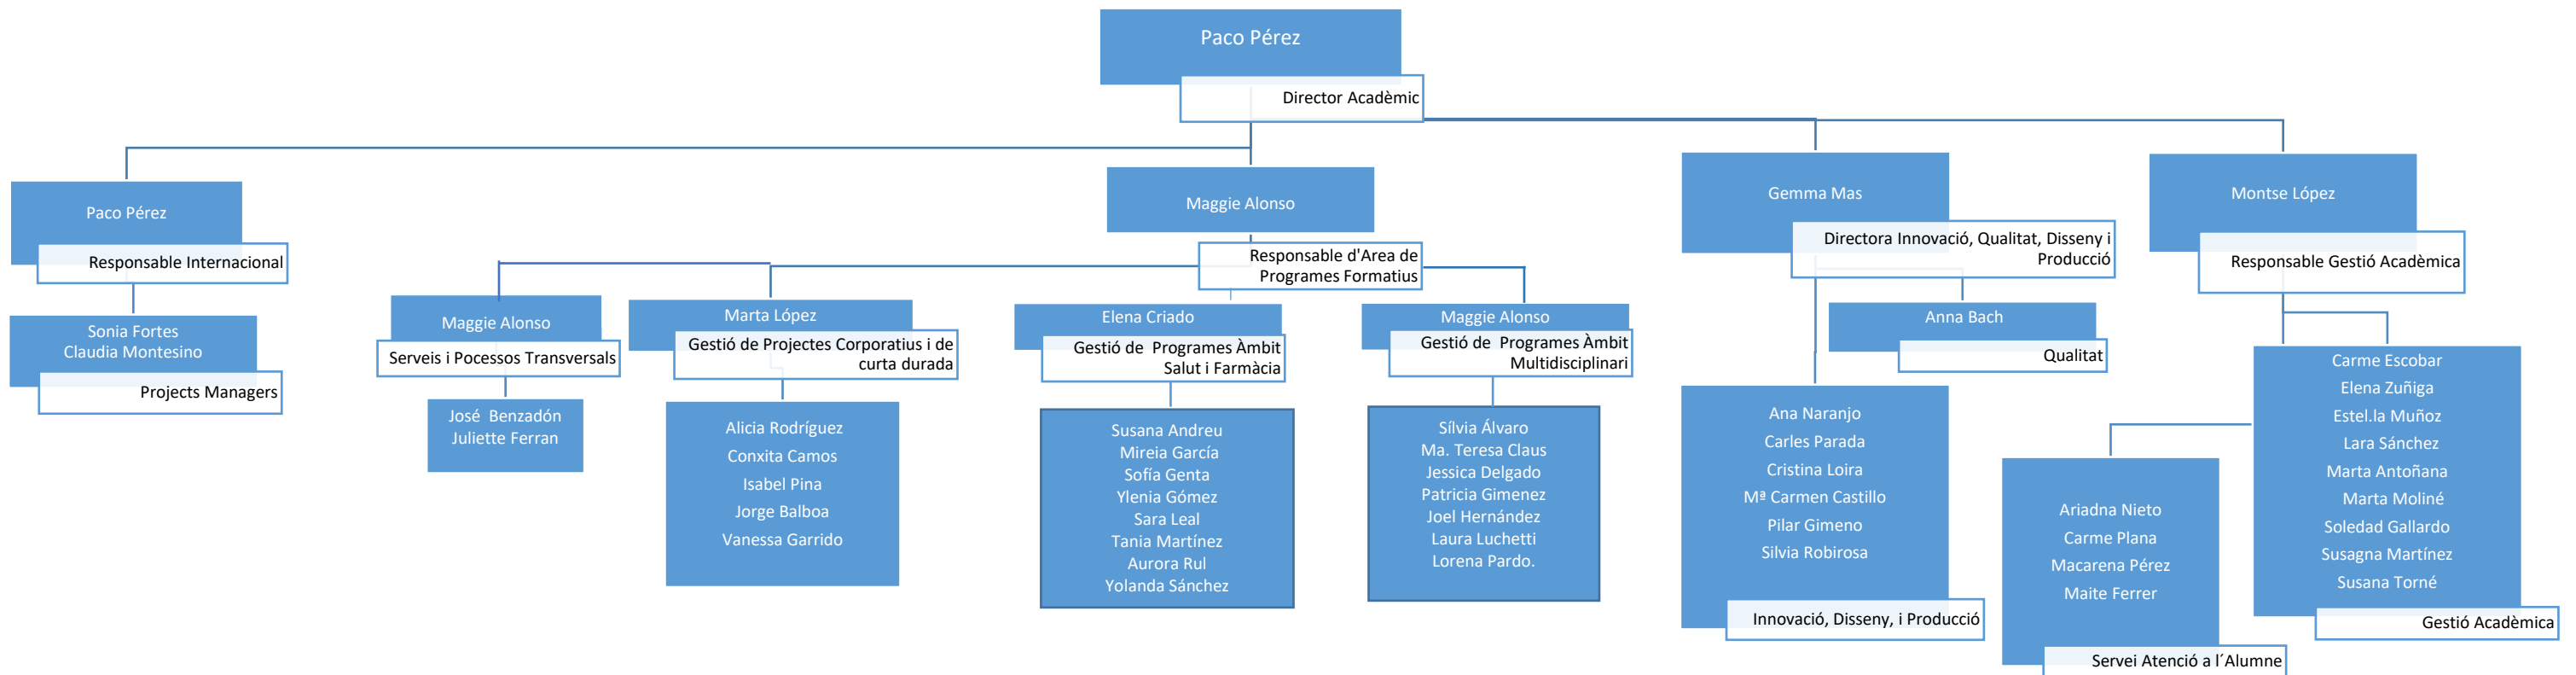 Paco Pérez
Director Acadèmic
Paco Pérez
Responsable Internacional
Sonia Fortes
Claudia Montesino
Projects Managers
Maggie Alonso
Responsable d'Area de
Programes Formatius
Maggie Alonso
Serveis i Pocessos Transversals
José  Benzadón
Juliette Ferran
Marta López
Gestió de Projectes Corporatius i de
curta durada
Alicia Rodríguez
Conxita Camos
Isabel Pina
Jorge Balboa
Vanessa Garrido
Elena Criado
Gestió de  Programes Àmbit
Salut i Farmàcia
Susana Andreu
Mireia García
Sofía Genta
Ylenia Gómez
Sara Leal
Tania Martínez
Aurora Rul
Yolanda Sánchez
Maggie Alonso
Gestió de  Programes Àmbit
Multidisciplinari
Sílvia Álvaro
Ma. Teresa Claus
Jessica Delgado
Patricia Gimenez
Joel Hernández
Laura Luchetti
Lorena Pardo.
Gemma Mas
Directora Innovació, Qualitat, Disseny i
Producció
Anna Bach
Qualitat
Ana Naranjo
Carles Parada
Cristina Loira
Mª Carmen Castillo
Pilar Gimeno
Silvia Robirosa
Innovació, Disseny, i Producció
Montse López
Responsable Gestió Acadèmica
Carme Escobar
Elena Zuñiga
Estel.la Muñoz
Lara Sánchez
Marta Antoñana
Marta Moliné
Soledad Gallardo
Susagna Martínez
Susana Torné
Gestió Acadèmica
Ariadna Nieto
Carme Plana
Macarena Pérez
Maite Ferrer
Servei Atenció a l´Alumne